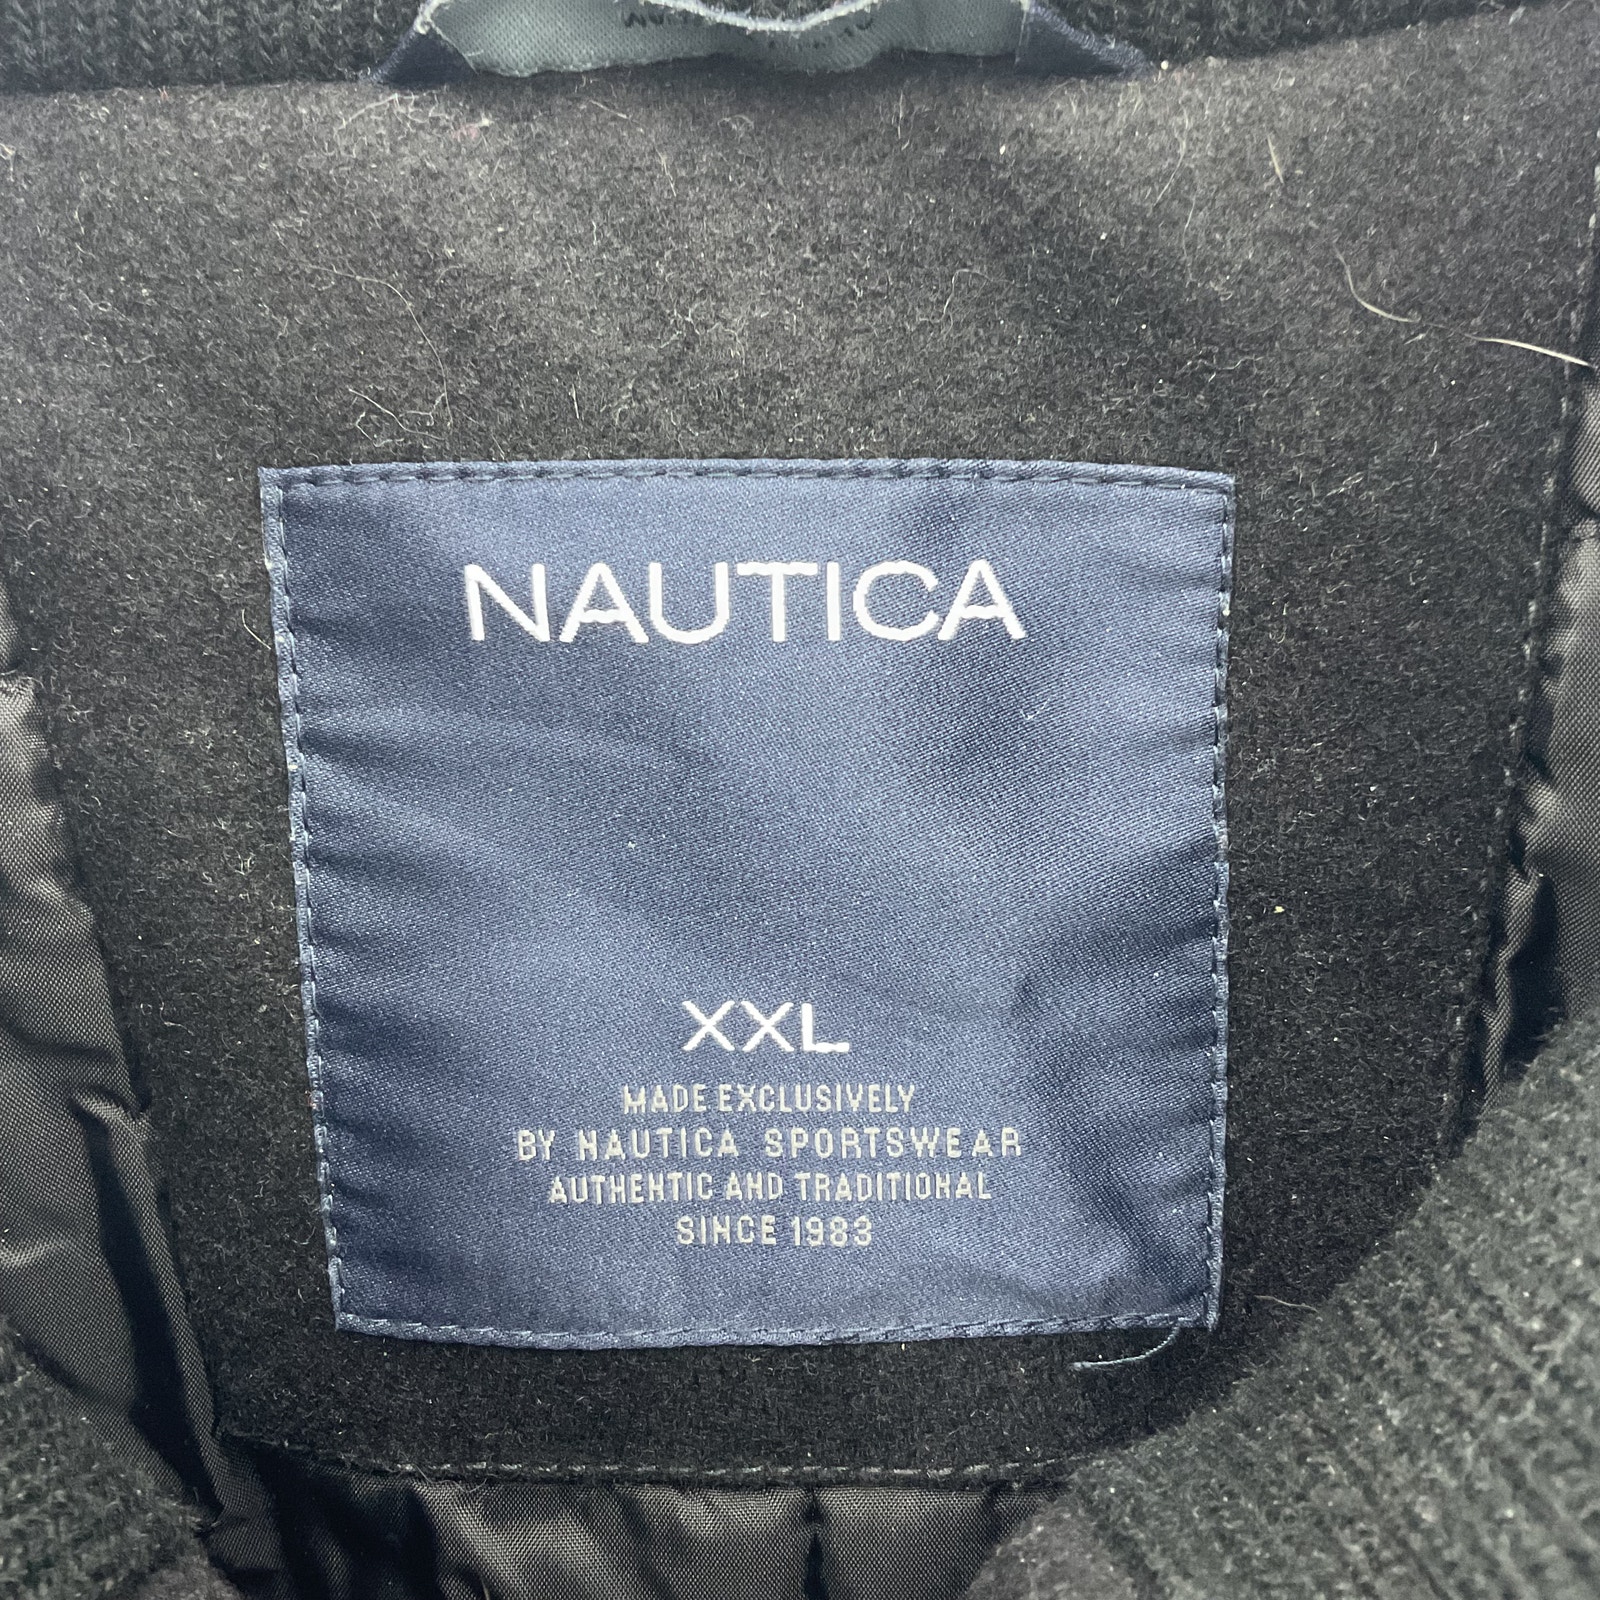 NAUTICA
XXL
MADE EXCLUSIVELY
BY NAUTICA SPORTSWEAR
AUTHENTIC AND TRADITIONAL
SINCE 1983